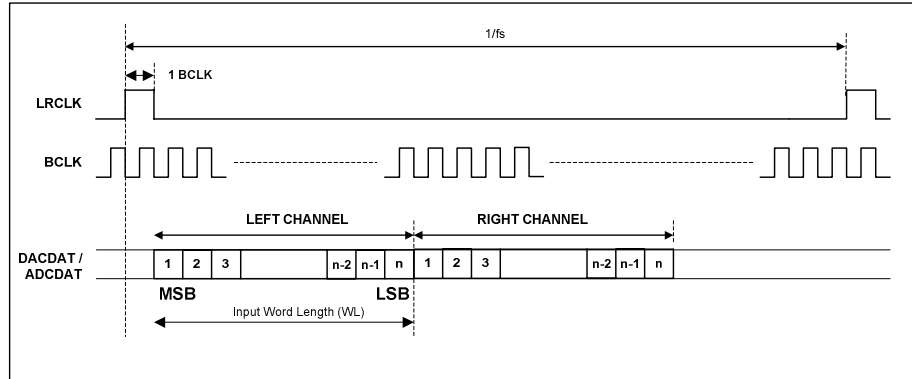 1/fs
1 BCLK
LRCLK
BCLK
LEFT CHANNEL RIGHT CHANNEL
DACDAT /
ADCDAT
1 2 3 n-2 n-1 n 1 2 3 n-2 n-1 n
MSB LSB
Input Word Length (WL)